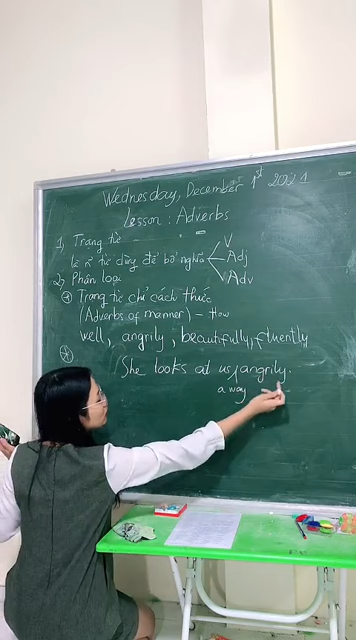 Wednesday, December 1st 2021
Lesson: Adverbs
1, Trạng từ
là n~ từ dùng để bổ nghĩa
V
Adj
Adv
2, Phân loại
Trạng từ chỉ cách thức
(Adverbs of manner) - How
well, angrily, beautifully, fluently
She looks at us/angrily.
a way